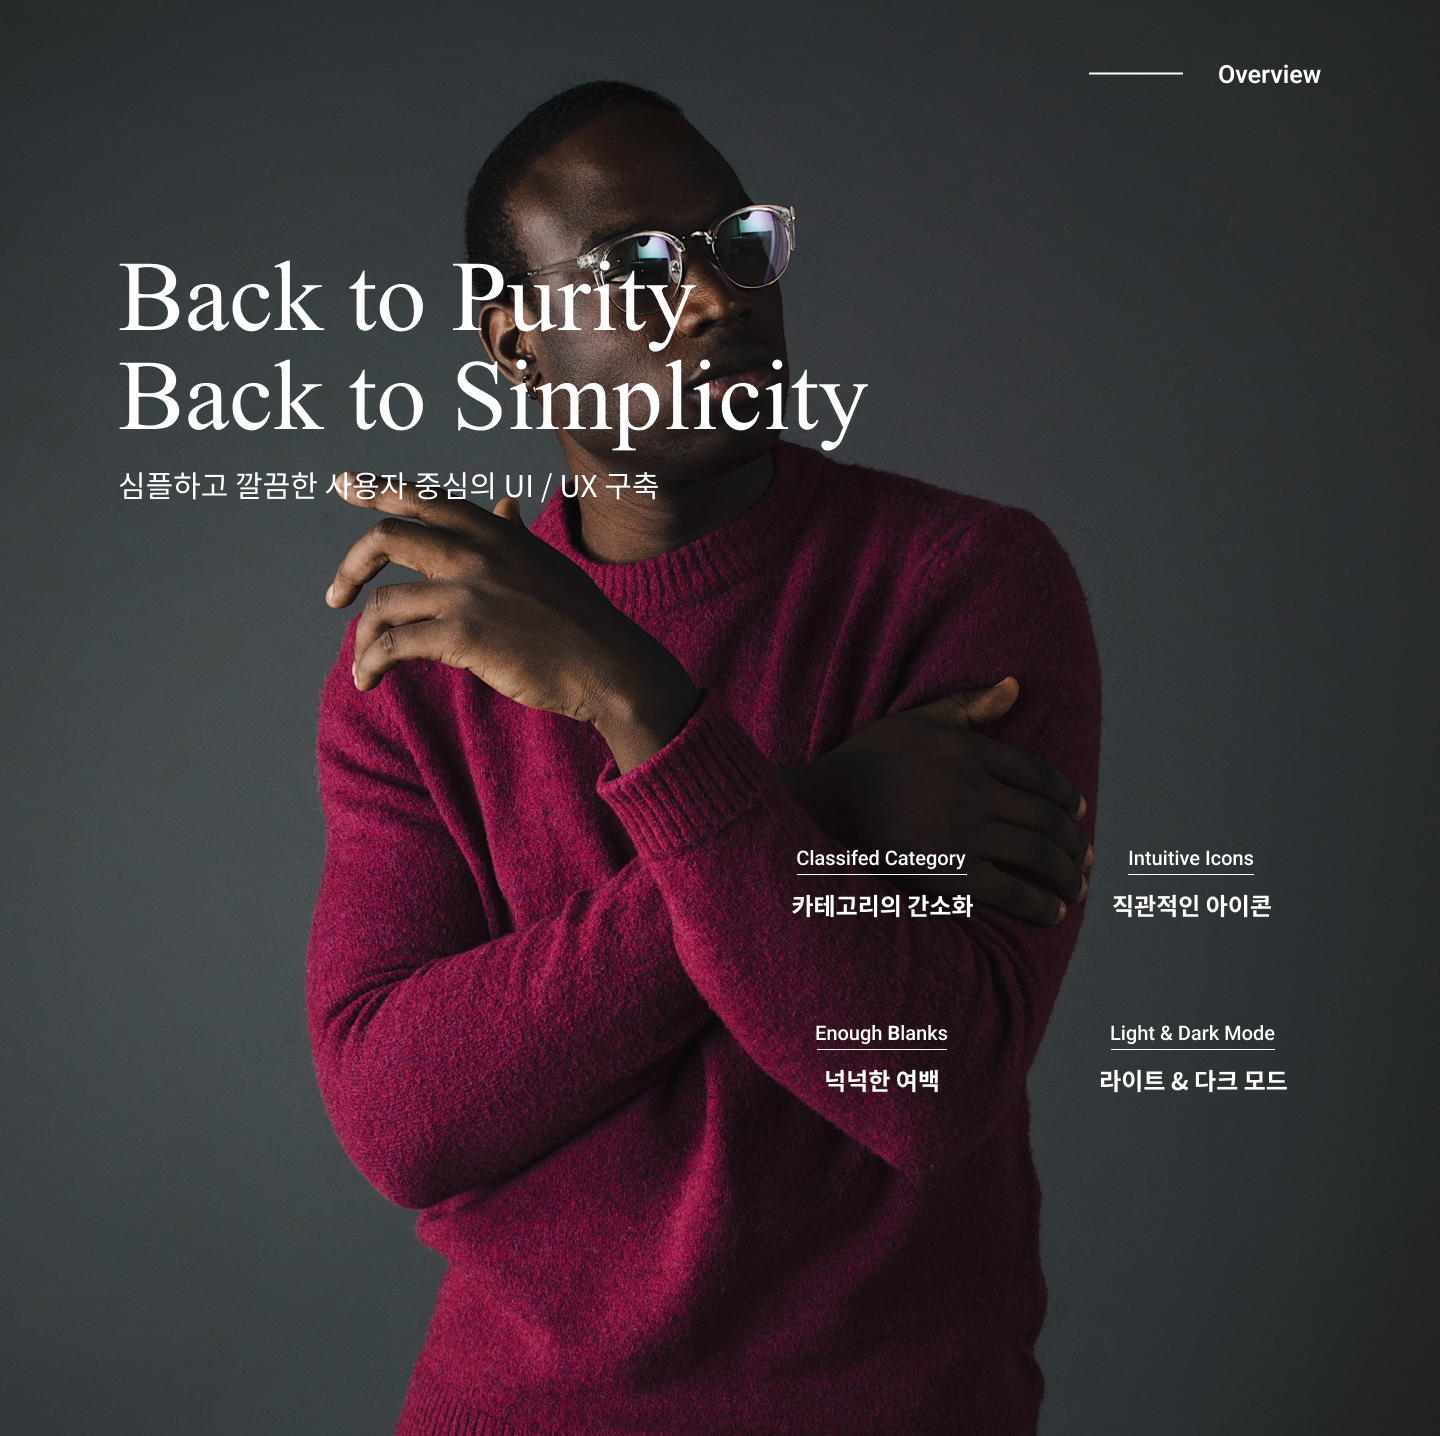 Overview
Back to Purity
Back to Simplicity
심플하고 깔끔한 사용자 중심의 UI / UX 구축
Classifed Category
카테고리의 간소화
Intuitive Icons
직관적인 아이콘
Enough Blanks
넉넉한 여백
Light & Dark Mode
라이트 & 다크 모드